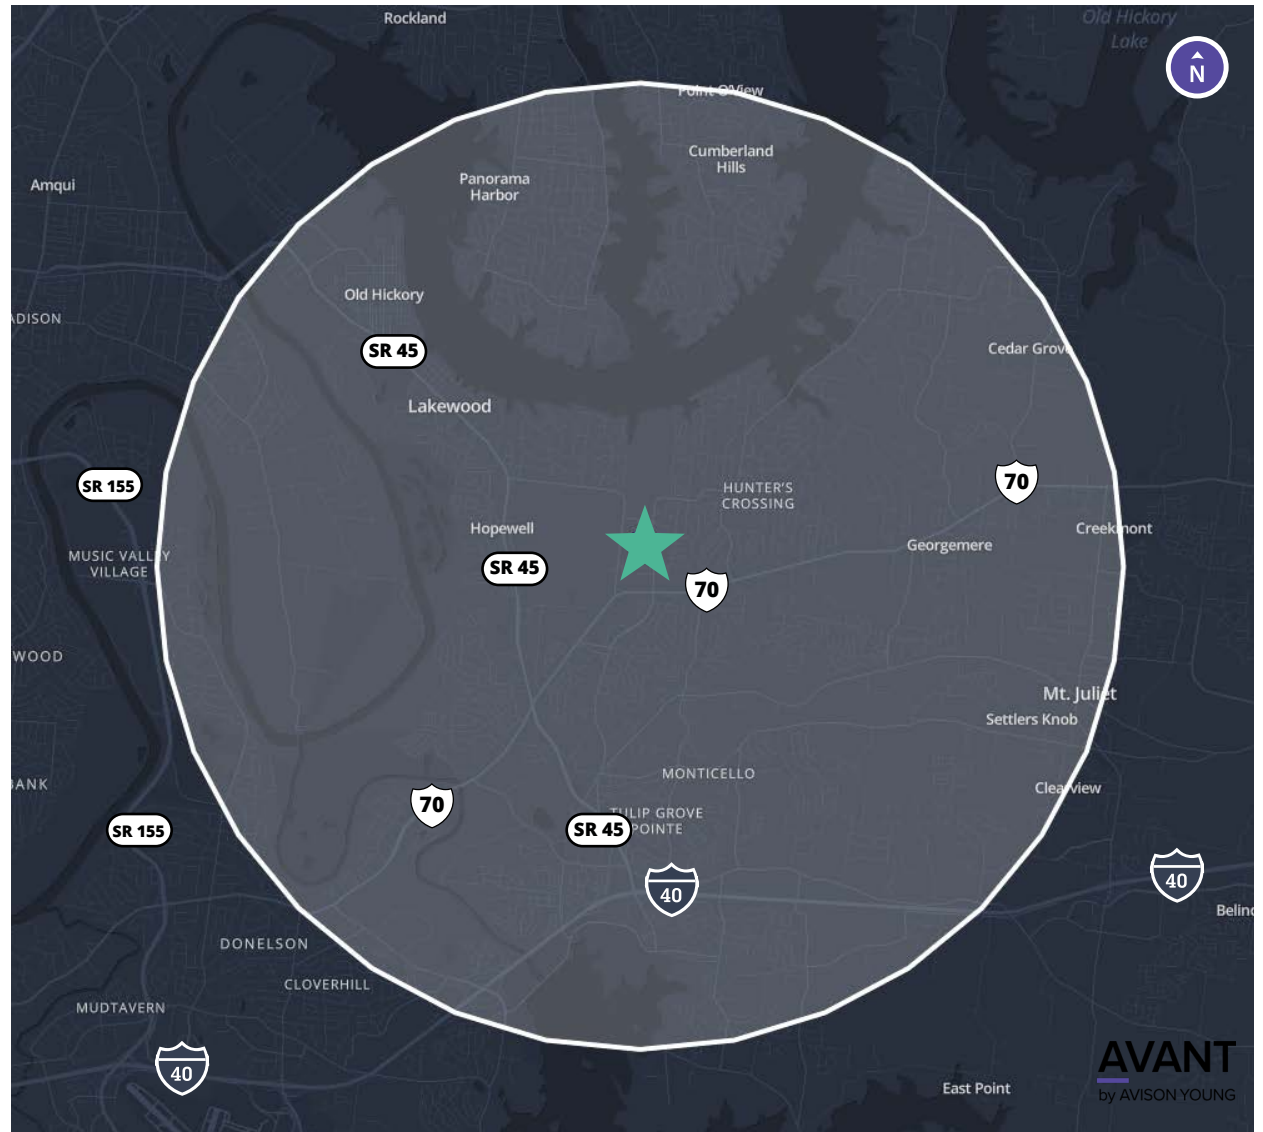 Rockland
Old Hickory
Lake
N
Point O'View
Cumberland
Hills
Panorama
Harbor
Amqui
Old Hickory
ADISON
SR 45
Cedar Grove
Lakewood
70
SR 155
HUNTER'S
CROSSING
Hopewell
Creekmont
Georgemere
MUSIC VALLEY
VILLAGE
SR 45
70
WOOD
Mt. Juliet
Settlers Knob
MONTICELLO
BANK
Clearview
70
TULIP GROVE
POINTE
SR 45
SR 155
40
40
Belinc
DONELSON
CLOVERHILL
MUDTAVERN
40
AVANT
by AVISON YOUNG
East Point